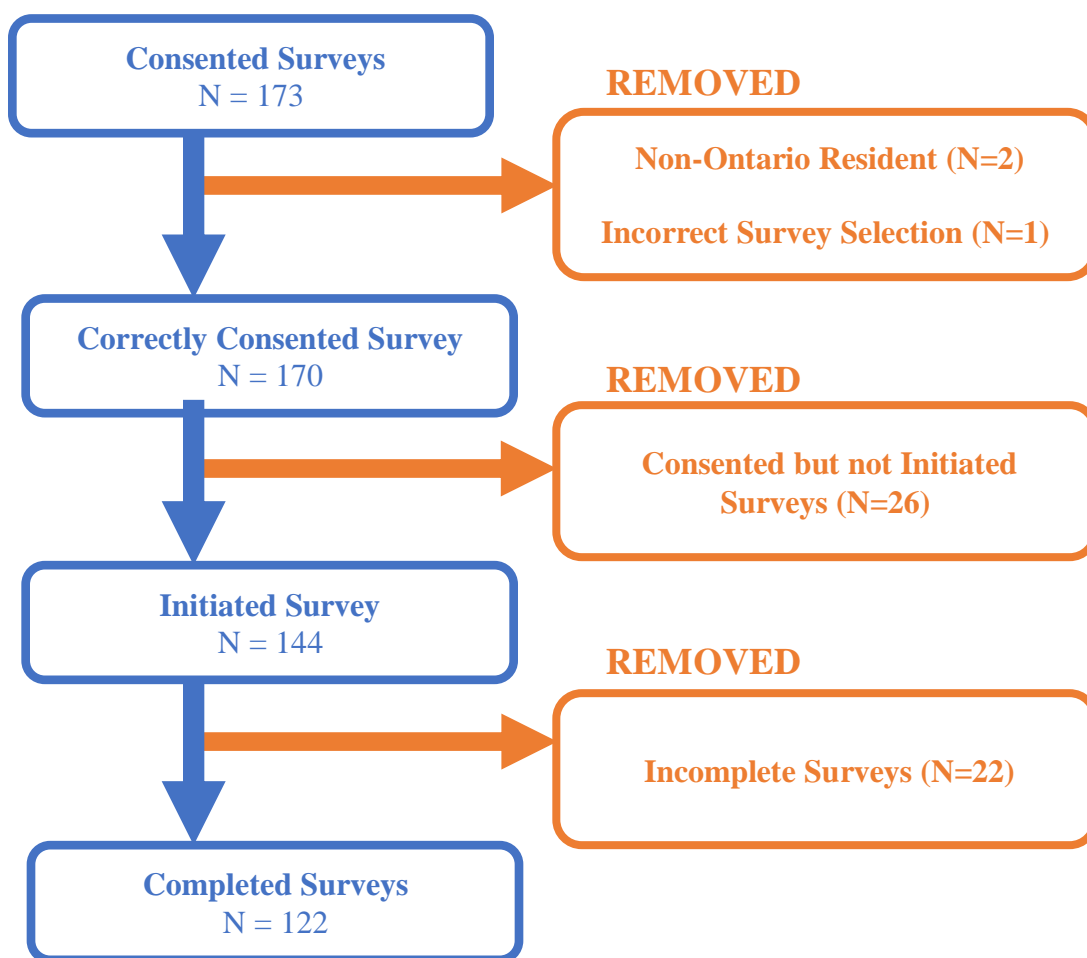 Consented Surveys
N = 173
REMOVED
Non-Ontario Resident (N=2)
Incorrect Survey Selection (N=1)
Correctly Consented Survey
N = 170
REMOVED
Consented but not Initiated
Surveys (N=26)
Initiated Survey
N = 144
REMOVED
Incomplete Surveys (N=22)
Completed Surveys
N = 122